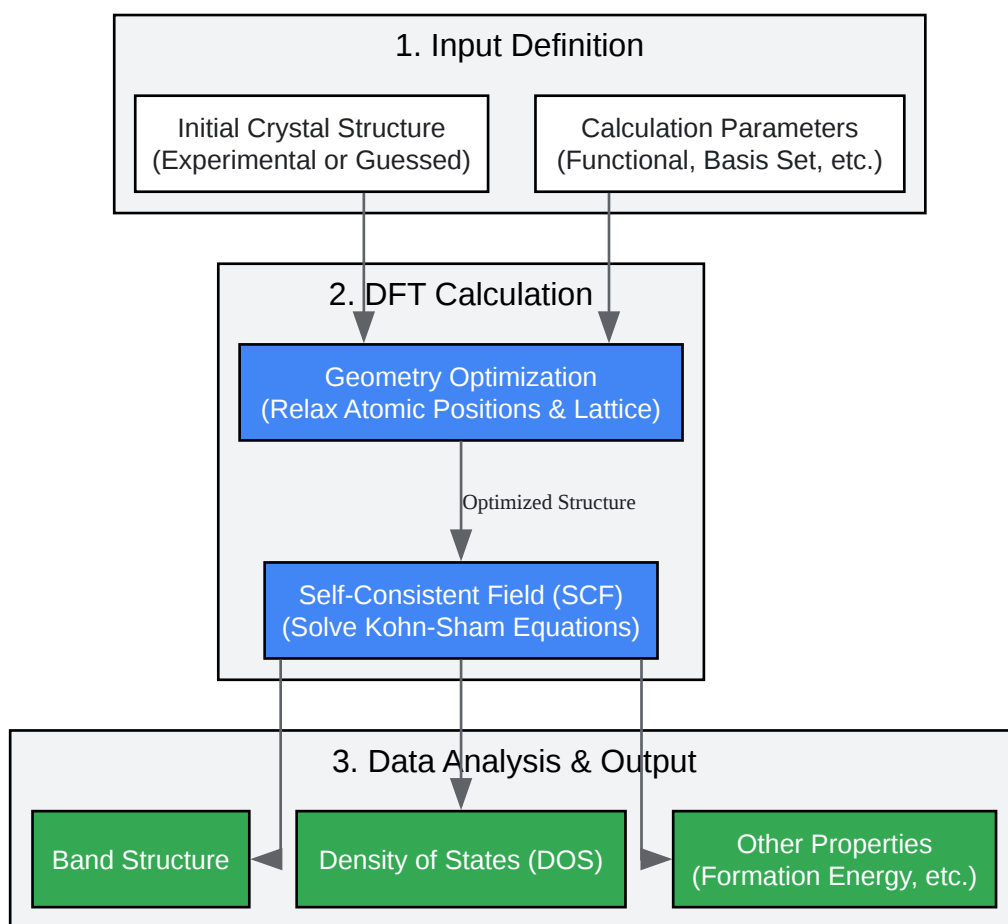 1. Input Definition
Initial Crystal Structure
(Experimental or Guessed)
Calculation Parameters
(Functional, Basis Set, etc.)
2. DFT Calculation
Geometry Optimization
(Relax Atomic Positions & Lattice)
Optimized Structure
Self-Consistent Field (SCF)
(Solve Kohn-Sham Equations)
3. Data Analysis & Output
Band Structure
Density of States (DOS)
Other Properties
(Formation Energy, etc.)